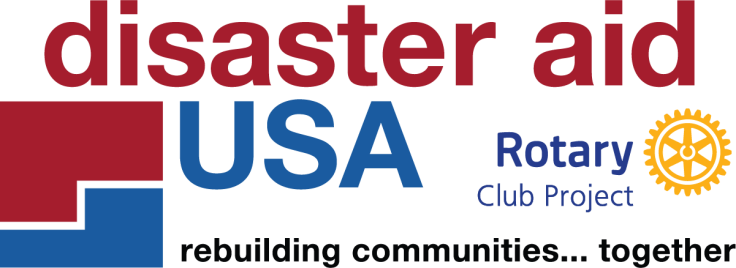 disaster aid
USA
Rotary
Club Project
rebuilding communities... together